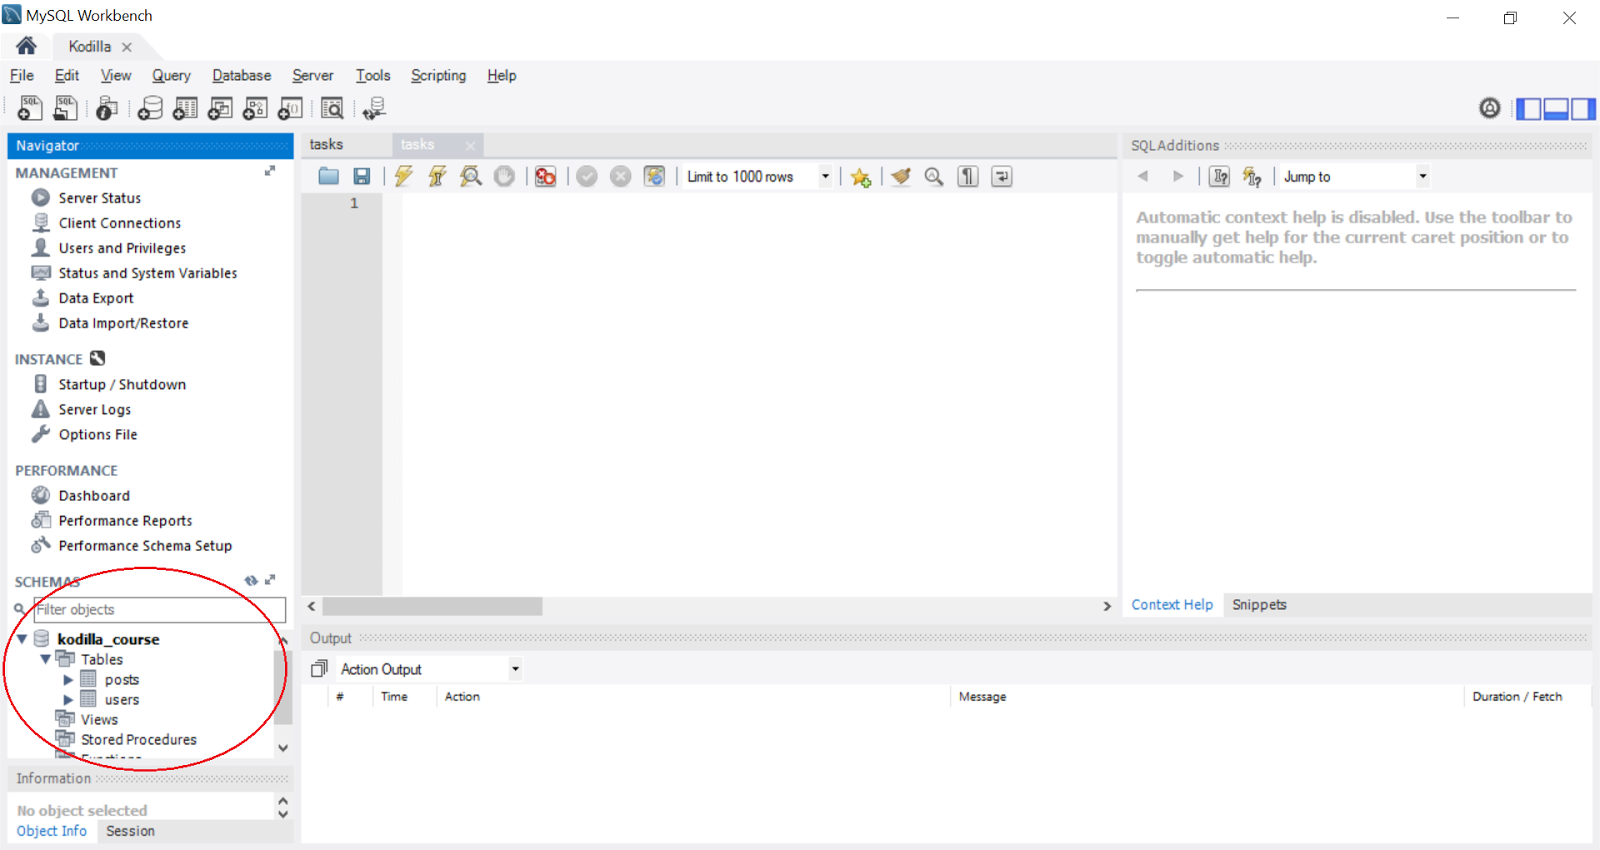 MySQL Workbench
Kodilla
File Edit View Query Database Server Tools Scripting Help
SQL SQL
Navigator
MANAGEMENT
Server Status
Client Connections
Users and Privileges
Status and System Variables
Data Export
Data Import/Restore
INSTANCE
Startup / Shutdown
Server Logs
Options File
PERFORMANCE
Dashboard
Performance Reports
Performance Schema Setup
SCHEMAS
Filter objects
kodilla_course
Tables
posts
users
Views
Stored Procedures
Functions
Information
No object selected
Object Info Session
tasks tasks
Limit to 1000 rows
1
Output
Action Output
# Time Action Message Duration / Fetch
SQLAdditions
Jump to
Automatic context help is disabled. Use the toolbar to
manually get help for the current caret position or to
toggle automatic help.
Context Help Snippets